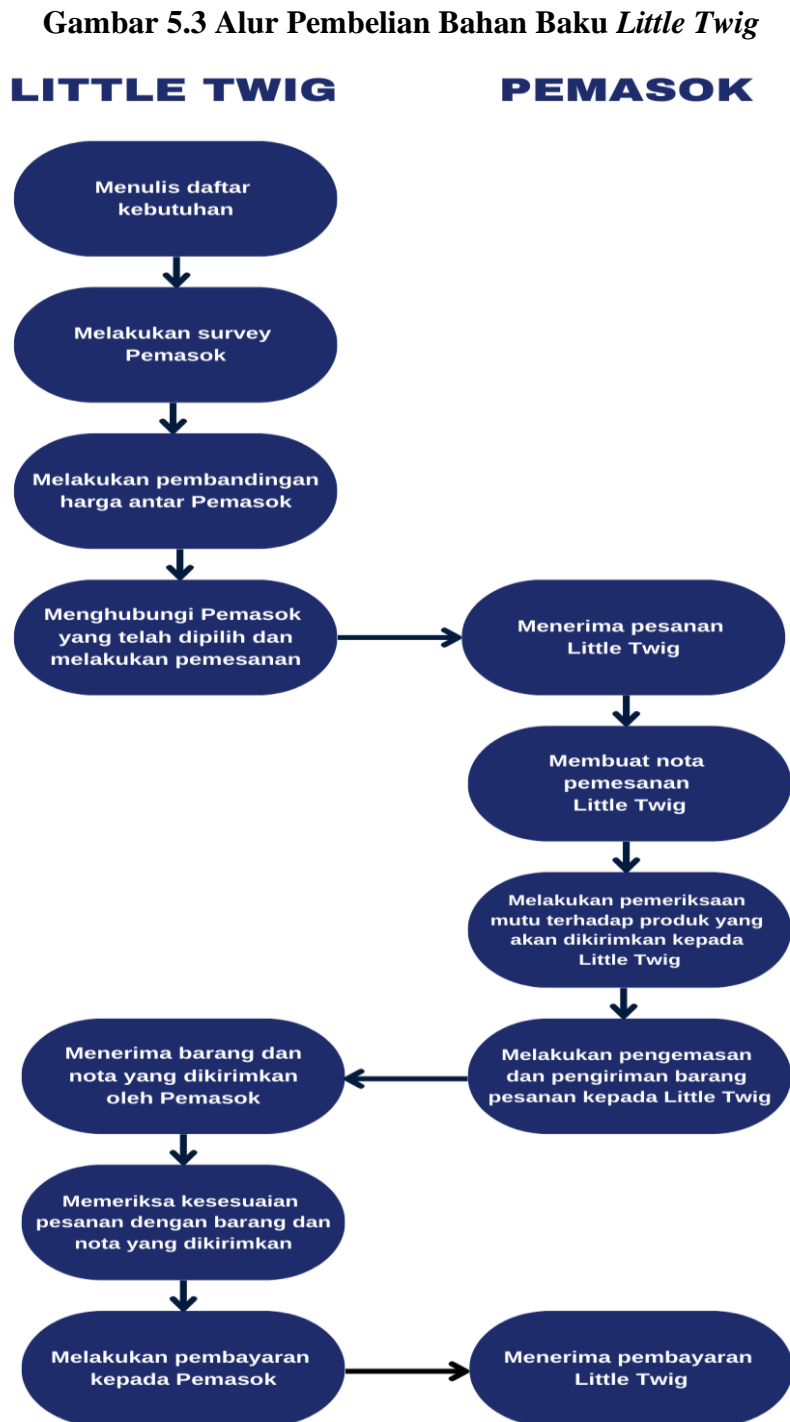 Gambar 5.3 Alur Pembelian Bahan Baku Little Twig
LITTLE TWIG
PEMASOK
Menulis daftar
kebutuhan
Melakukan survey
Pemasok
Melakukan pembandingan
harga antar Pemasok
Menghubungi Pemasok
yang telah dipilih dan
melakukan pemesanan
Menerima pesanan
Little Twig
Membuat nota
pemesanan
Little Twig
Melakukan pemeriksaan
mutu terhadap produk yang
akan dikirimkan kepada
Little Twig
Melakukan pengemasan
dan pengiriman barang
pesanan kepada Little Twig
Menerima barang dan
nota yang dikirimkan
oleh Pemasok
Memeriksa kesesuaian
pesanan dengan barang dan
nota yang dikirimkan
Melakukan pembayaran
kepada Pemasok
Menerima pembayaran
Little Twig